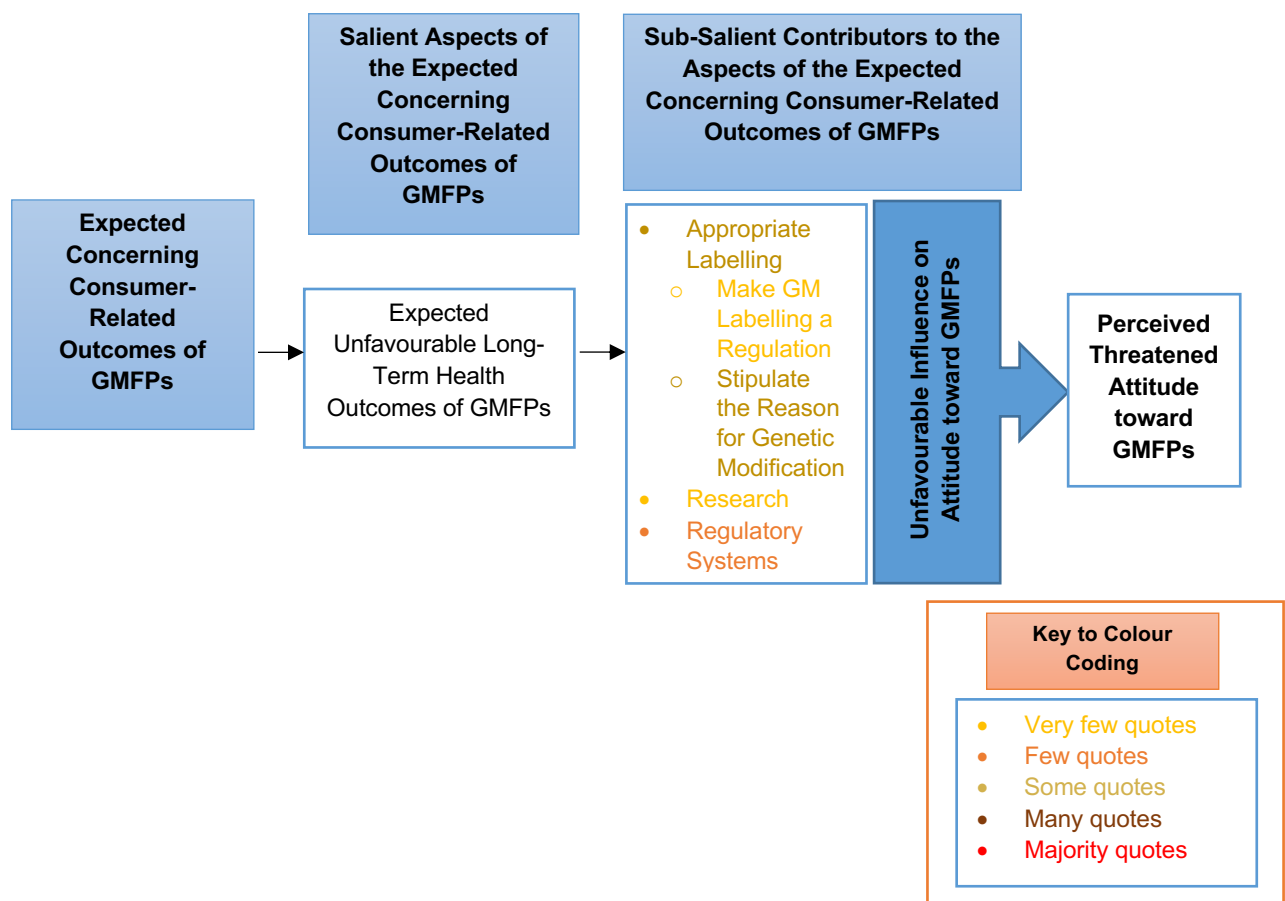 Salient Aspects of
the Expected
Concerning
Consumer-Related
Outcomes of
GMFPs
Sub-Salient Contributors to the
Aspects of the Expected
Concerning Consumer-Related
Outcomes of GMFPs
Expected
Concerning
Consumer-
Related
Outcomes of
GMFPs
Expected
Unfavourable Long-
Term Health
Outcomes of GMFPs
• Appropriate
Labelling
o Make GM
Labelling a
Regulation
o Stipulate
the Reason
for Genetic
Modification
• Research
• Regulatory
Systems
Unfavourable Influence on
Attitude toward GMFPs
Perceived
Threatened
Attitude
toward
GMFPs
Key to Colour
Coding
• Very few quotes
• Few quotes
• Some quotes
• Many quotes
• Majority quotes